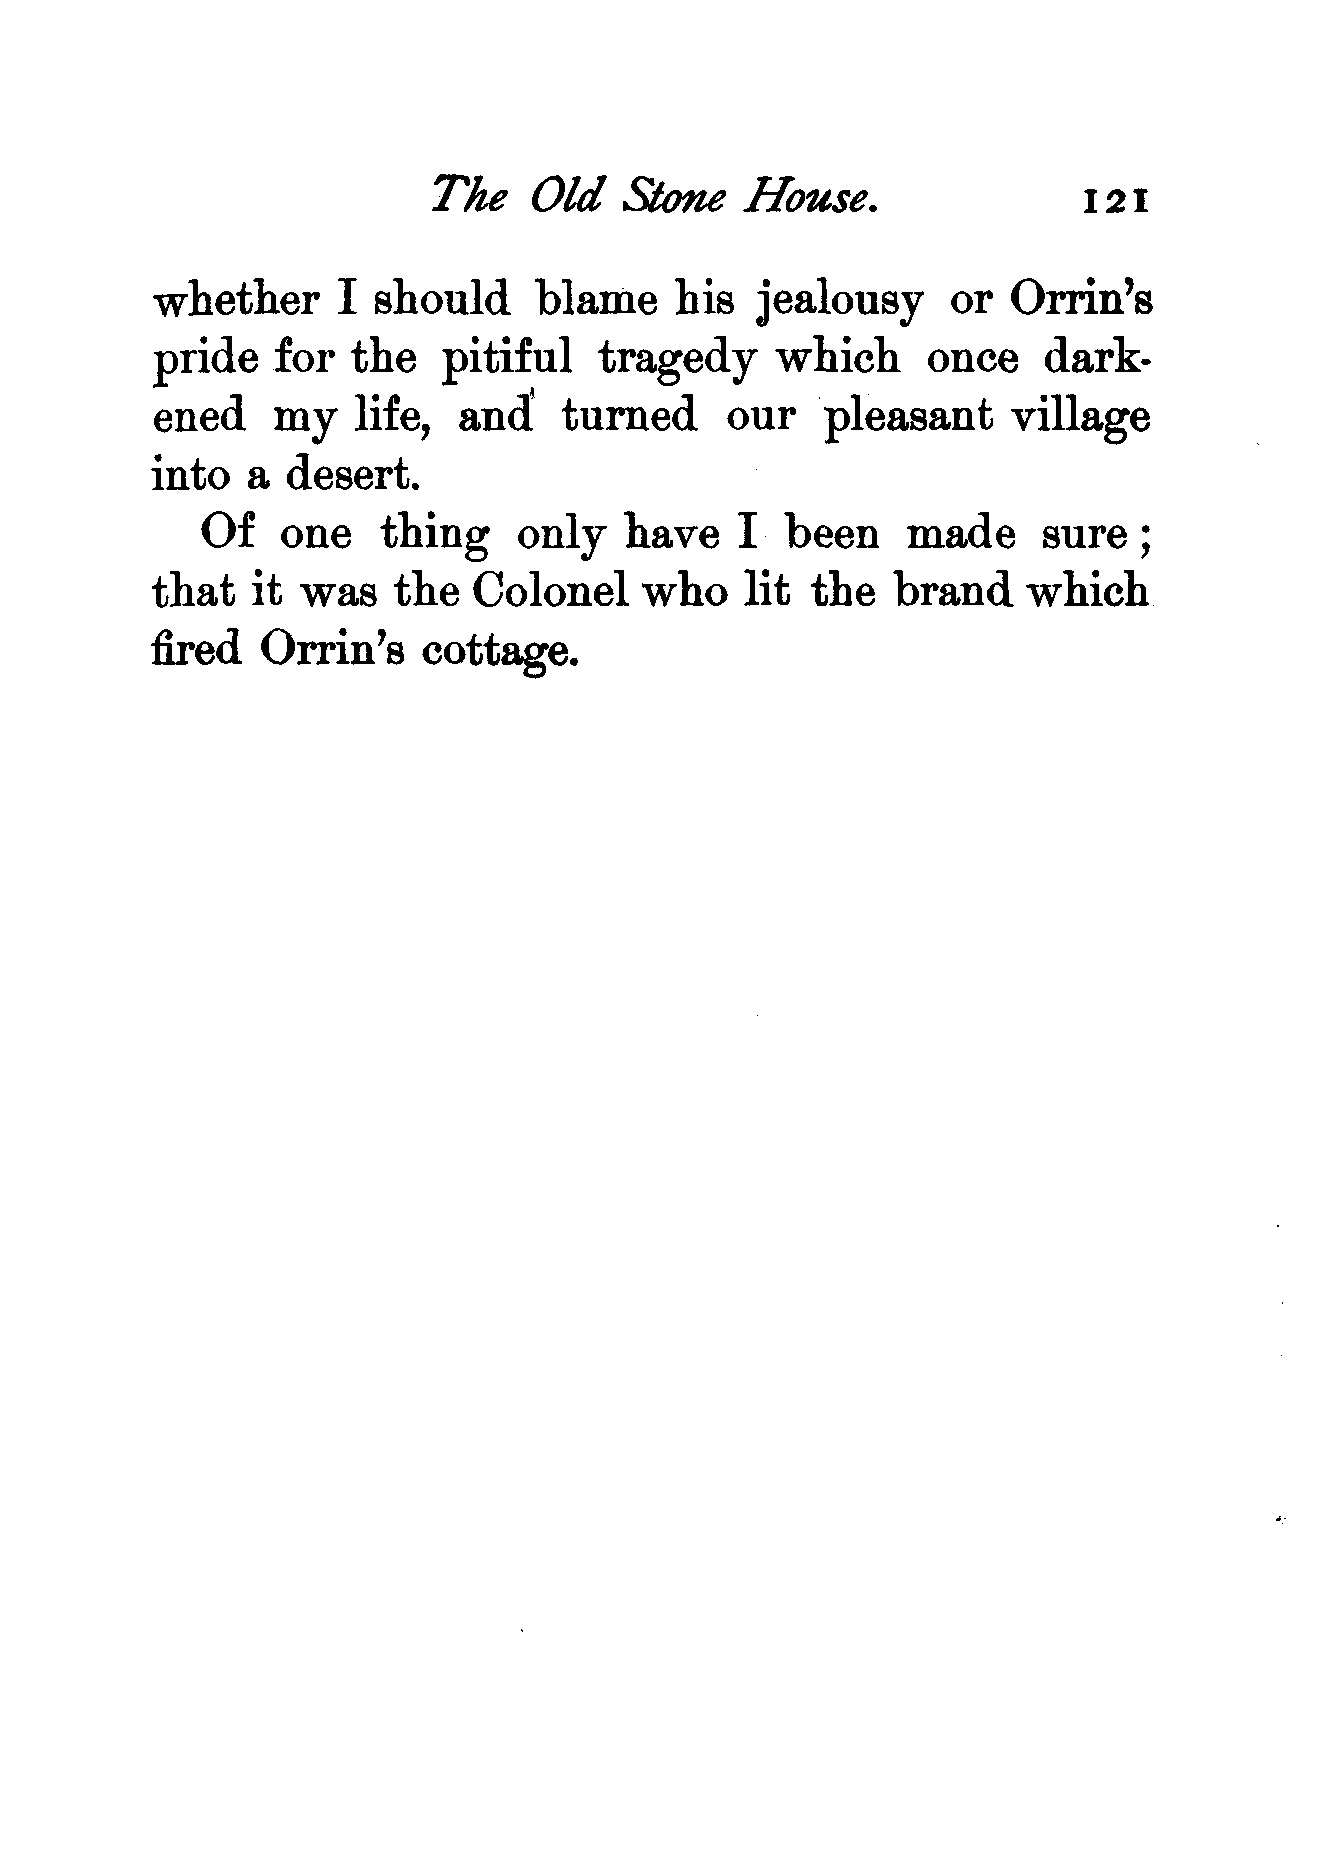 The Old Stone House. 121
whether I should blame his jealousy or Orrin's
pride for the pitiful tragedy which once dark-
ened my life, and turned our pleasant village
into a desert.
Of one thing only have I been made sure;
that it was the Colonel who lit the brand which
fired Orrin's cottage.